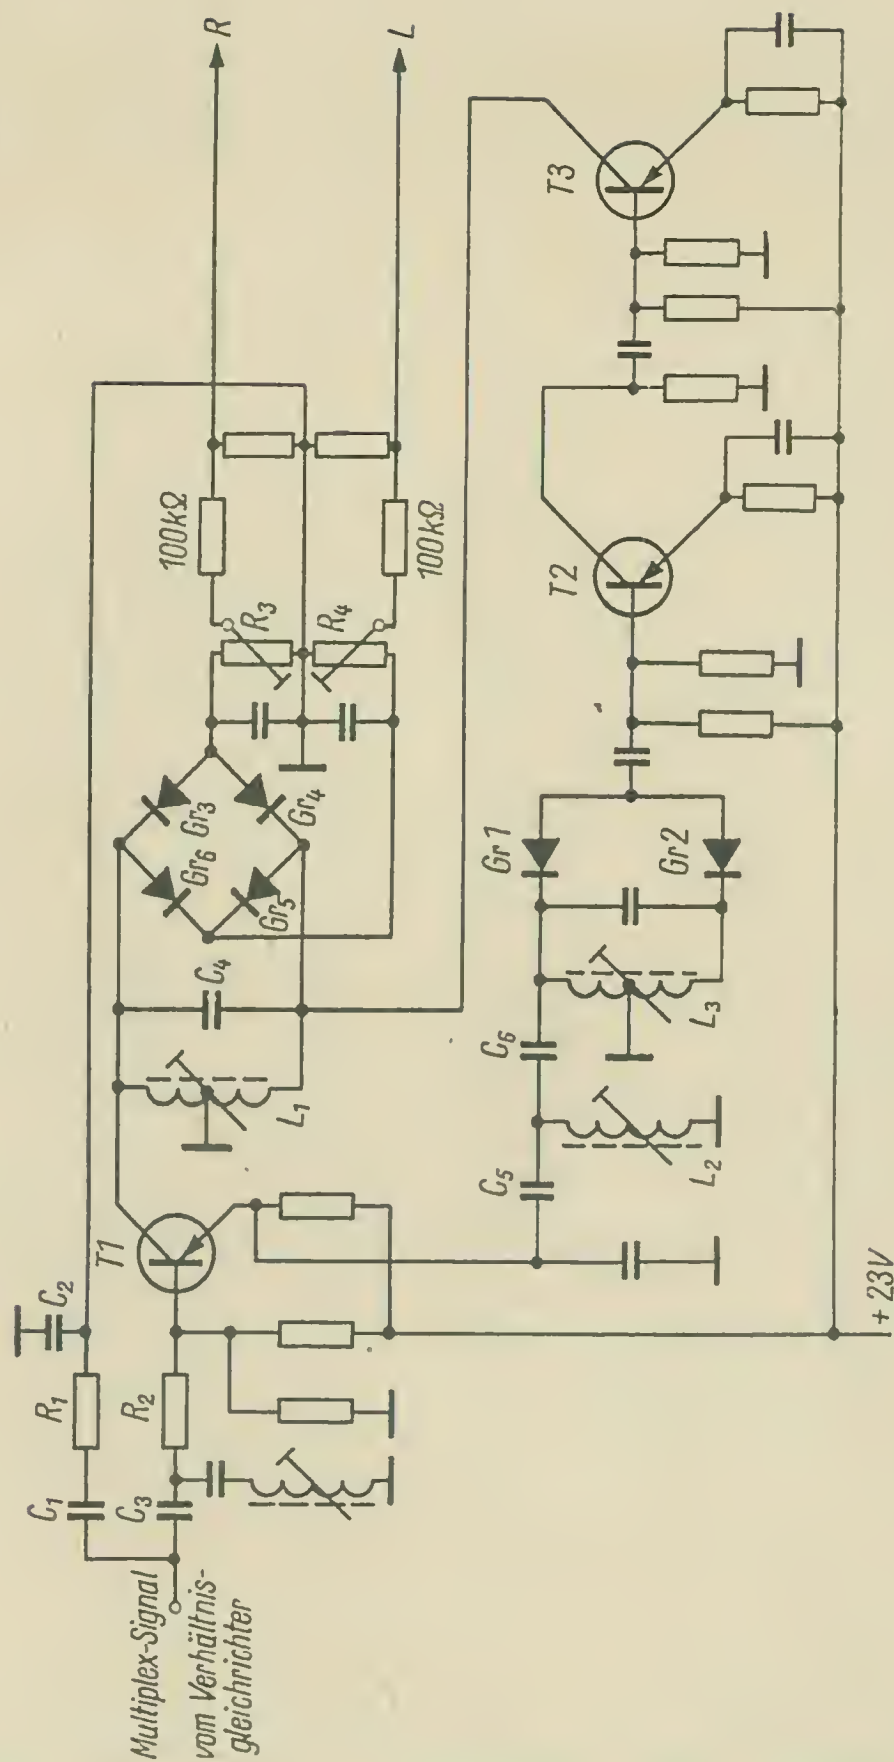 Multiplex-Signal
vom Verhältnis-
gleichrichter
C1
R1
C2
C3
R2
T1
L1
C4
Gr3
Gr6
Gr4
Gr5
R3
R4
100kΩ
100kΩ
R
L
C5
L2
C6
L3
Gr1
Gr2
T2
T3
+ 23V